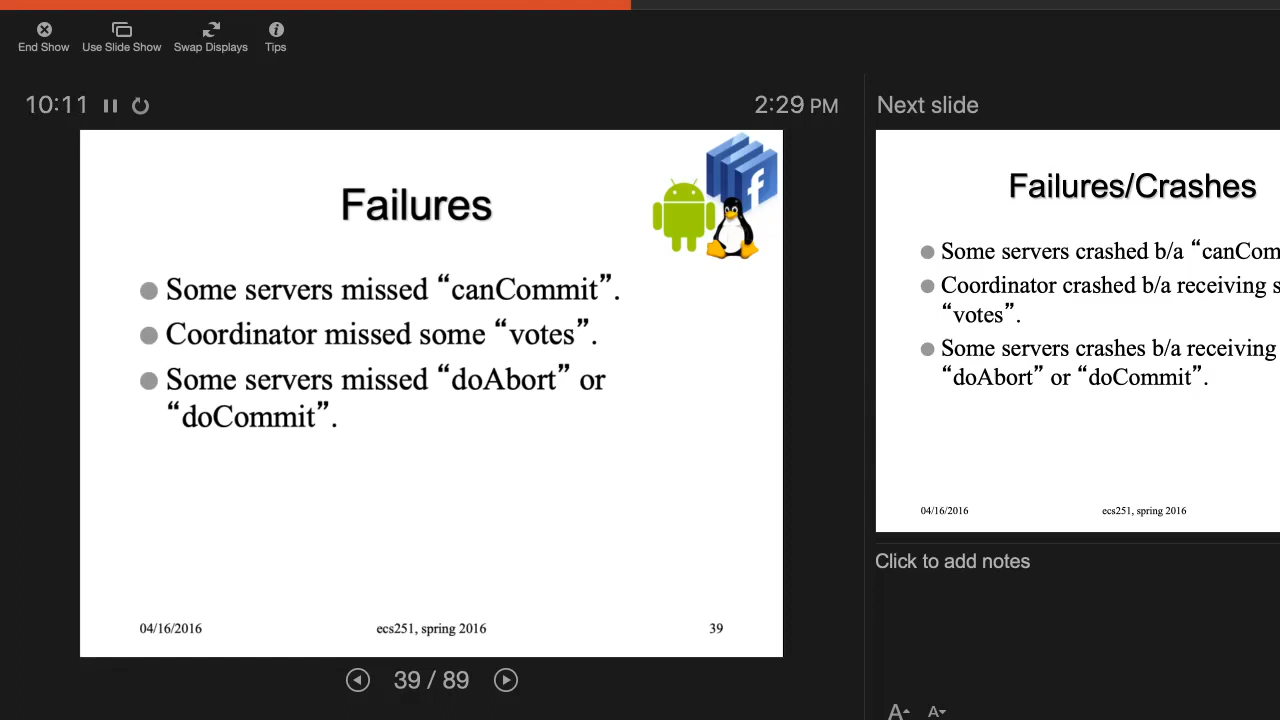 End Show
Use Slide Show
Swap Displays
Tips
10:11
2:29 PM
Next slide
Failures
Some servers missed “canCommit”.
Coordinator missed some “votes”.
Some servers missed “doAbort” or
“doCommit”.
04/16/2016
ecs251, spring 2016
39
39 / 89
Failures/Crashes
Some servers crashed b/a “canCom
Coordinator crashed b/a receiving s
“votes”.
Some servers crashes b/a receiving
“doAbort” or “doCommit”.
04/16/2016
ecs251, spring 2016
Click to add notes
A
A